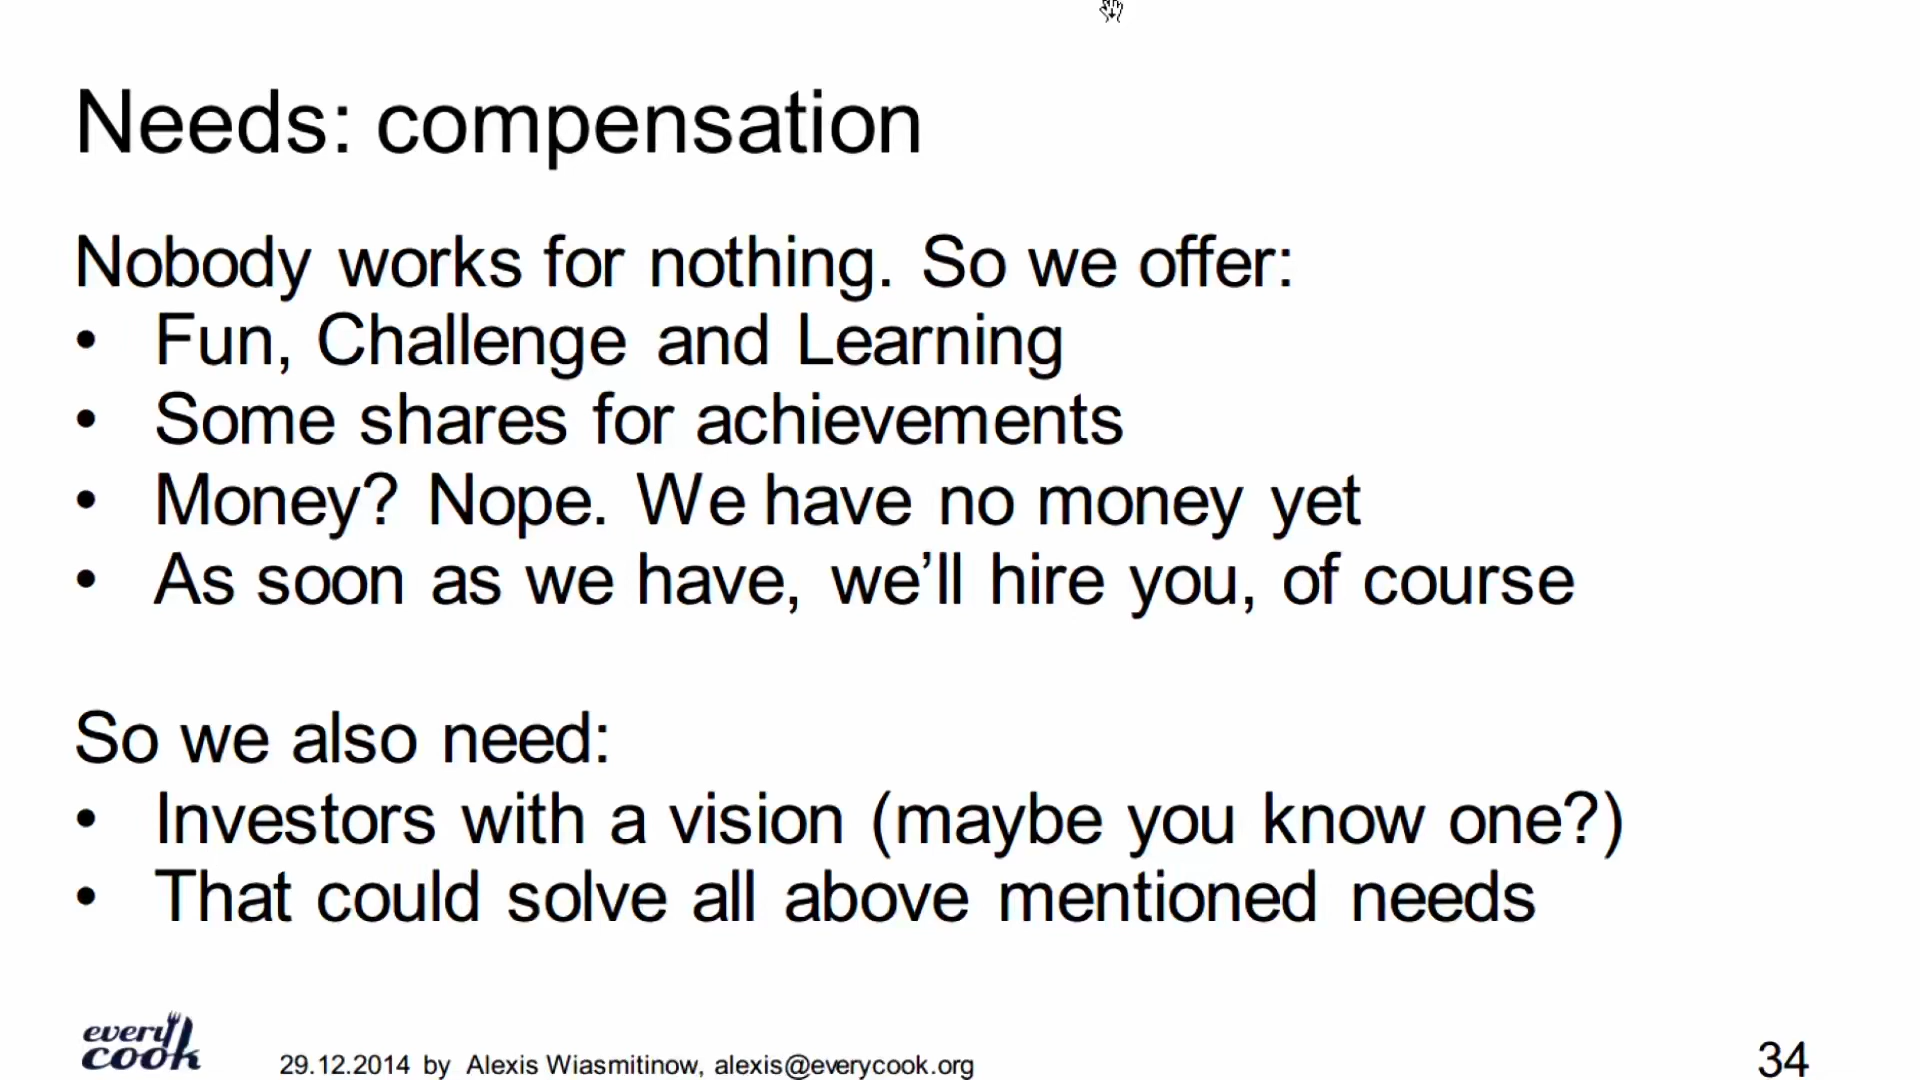 Needs: compensation
Nobody works for nothing. So we offer:
• Fun, Challenge and Learning
• Some shares for achievements
• Money? Nope. We have no money yet
• As soon as we have, we’ll hire you, of course
So we also need:
• Investors with a vision (maybe you know one?)
• That could solve all above mentioned needs
every
cook
29.12.2014 by Alexis Wiasmitinow, alexis@everycook.org
34